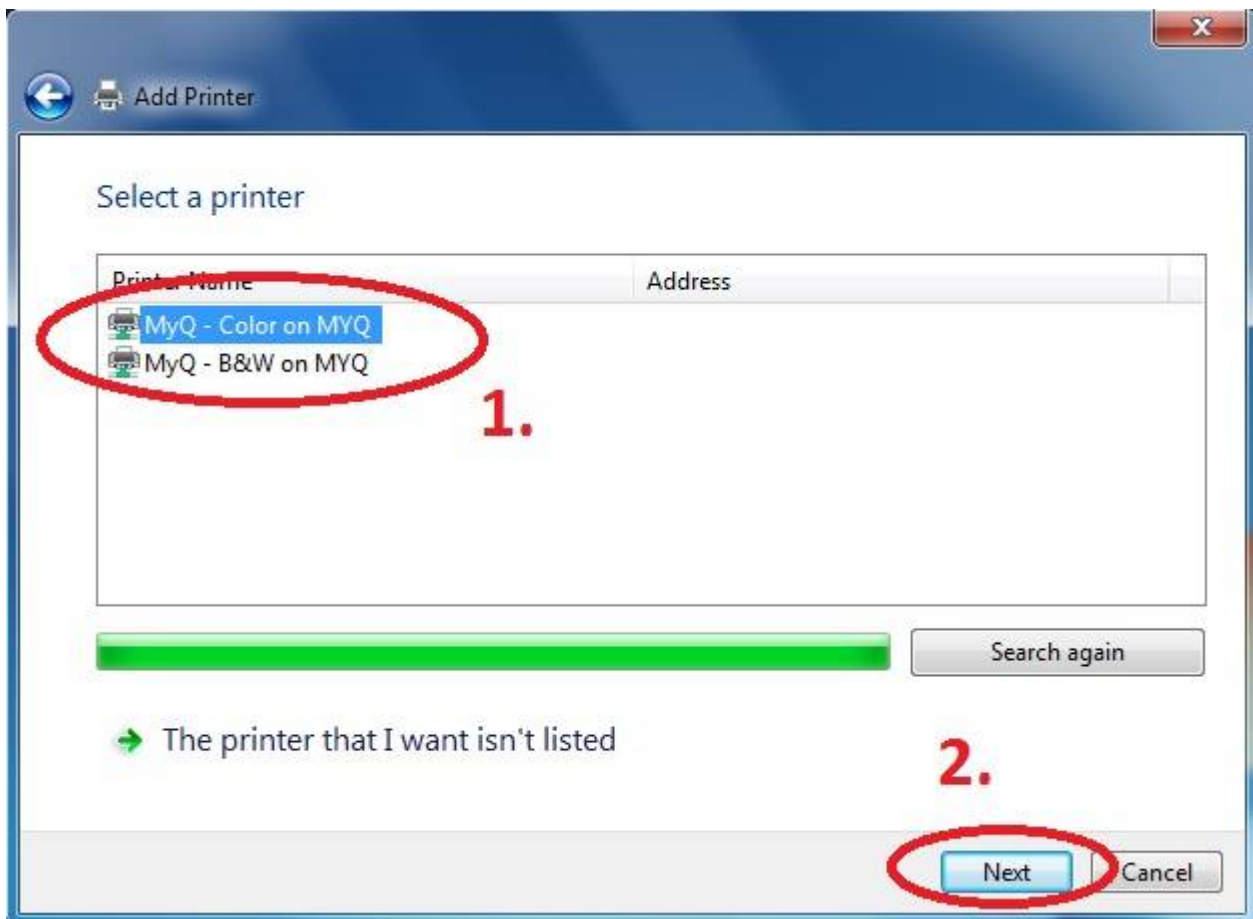 Add Printer
Select a printer
Printer Name Address
MyQ - Color on MYQ
MyQ - B&W on MYQ
1.
Search again
The printer that I want isn't listed
2.
Next Cancel